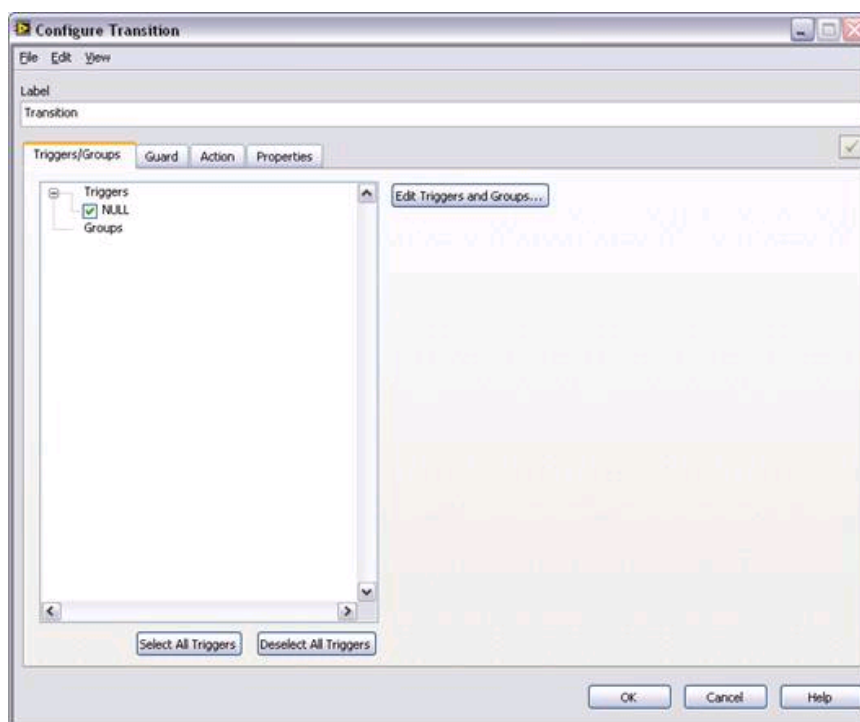 Configure Transition
File Edit View
Label
Transition
Triggers/Groups Guard Action Properties
Triggers
NULL
Groups
Edit Triggers and Groups...
Select All Triggers Deselect All Triggers
OK Cancel Help